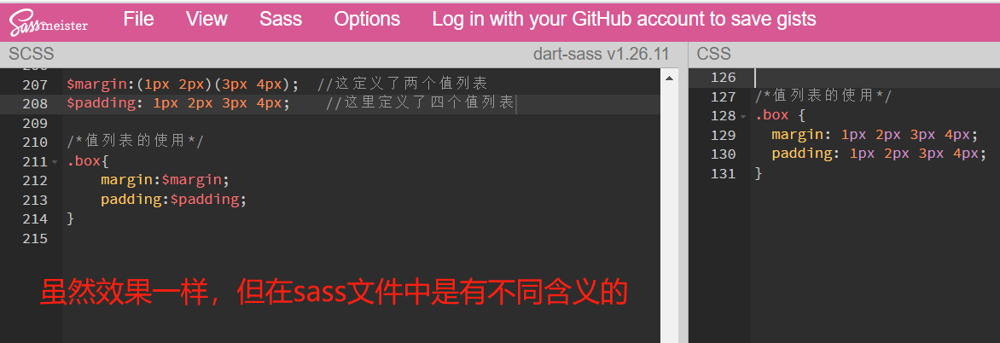 Sassmeister File View Sass Options Log in with your GitHub account to save gists
SCSS dart-sass v1.26.11 CSS
207 $margin:(1px 2px)(3px 4px); //这定义了两个值列表
208 $padding: 1px 2px 3px 4px; //这里定义了四个值列表
209
210 /*值列表的使用*/
211 .box{
212 margin:$margin;
213 padding:$padding;
214 }
215
126
127 /*值列表的使用*/
128 .box {
129 margin: 1px 2px 3px 4px;
130 padding: 1px 2px 3px 4px;
131 }
虽然效果一样，但在sass文件中是有不同含义的